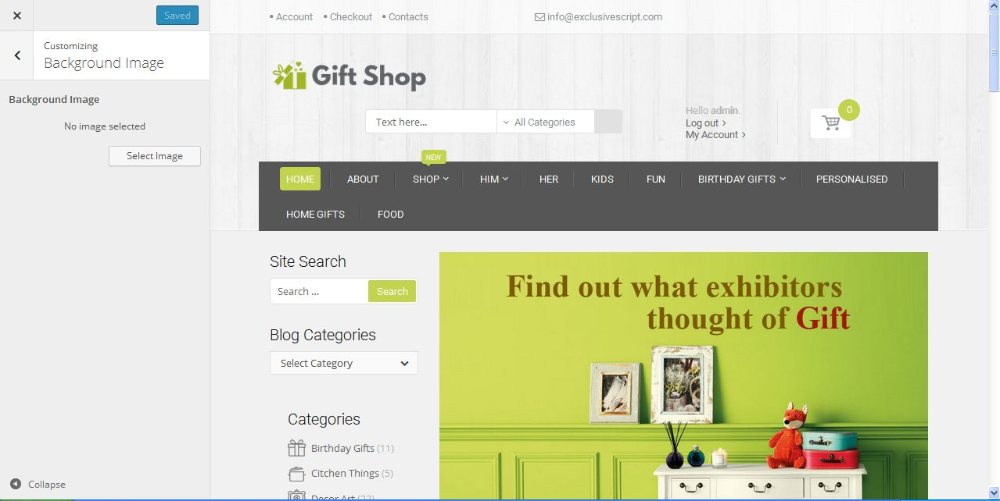 Saved
Customizing
Background Image
Background Image
No image selected
Select Image
Collapse
• Account • Checkout • Contacts
info@exclusivescript.com
Gift Shop
Text here...
All Categories
Hello admin.
Log out
My Account
0
NEW
HOME ABOUT SHOP HIM HER KIDS FUN BIRTHDAY GIFTS PERSONALISED
HOME GIFTS FOOD
Site Search
Search ...
Search
Blog Categories
Select Category
Categories
Birthday Gifts (11)
Citchen Things (5)
Decor Art (22)
Find out what exhibitors
thought of Gift